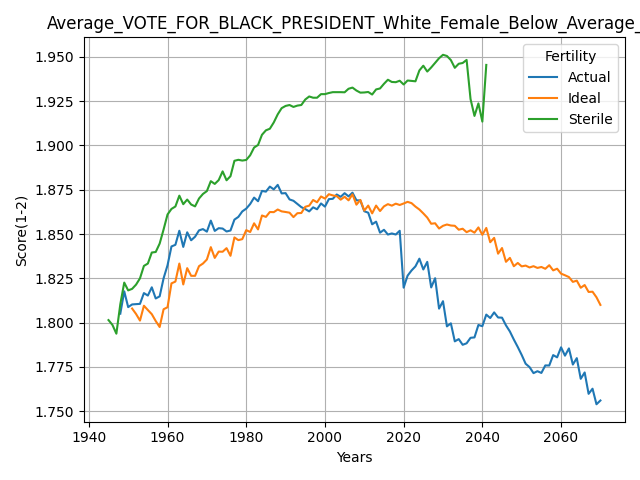 Average_VOTE_FOR_BLACK_PRESIDENT_White_Female_Below_Average_
1.950
1.925
1.900
1.875
1.850
1.825
1.800
1.775
1.750
Score(1-2)
Fertility
Actual
Ideal
Sterile
1940 1960 1980 2000 2020 2040 2060
Years